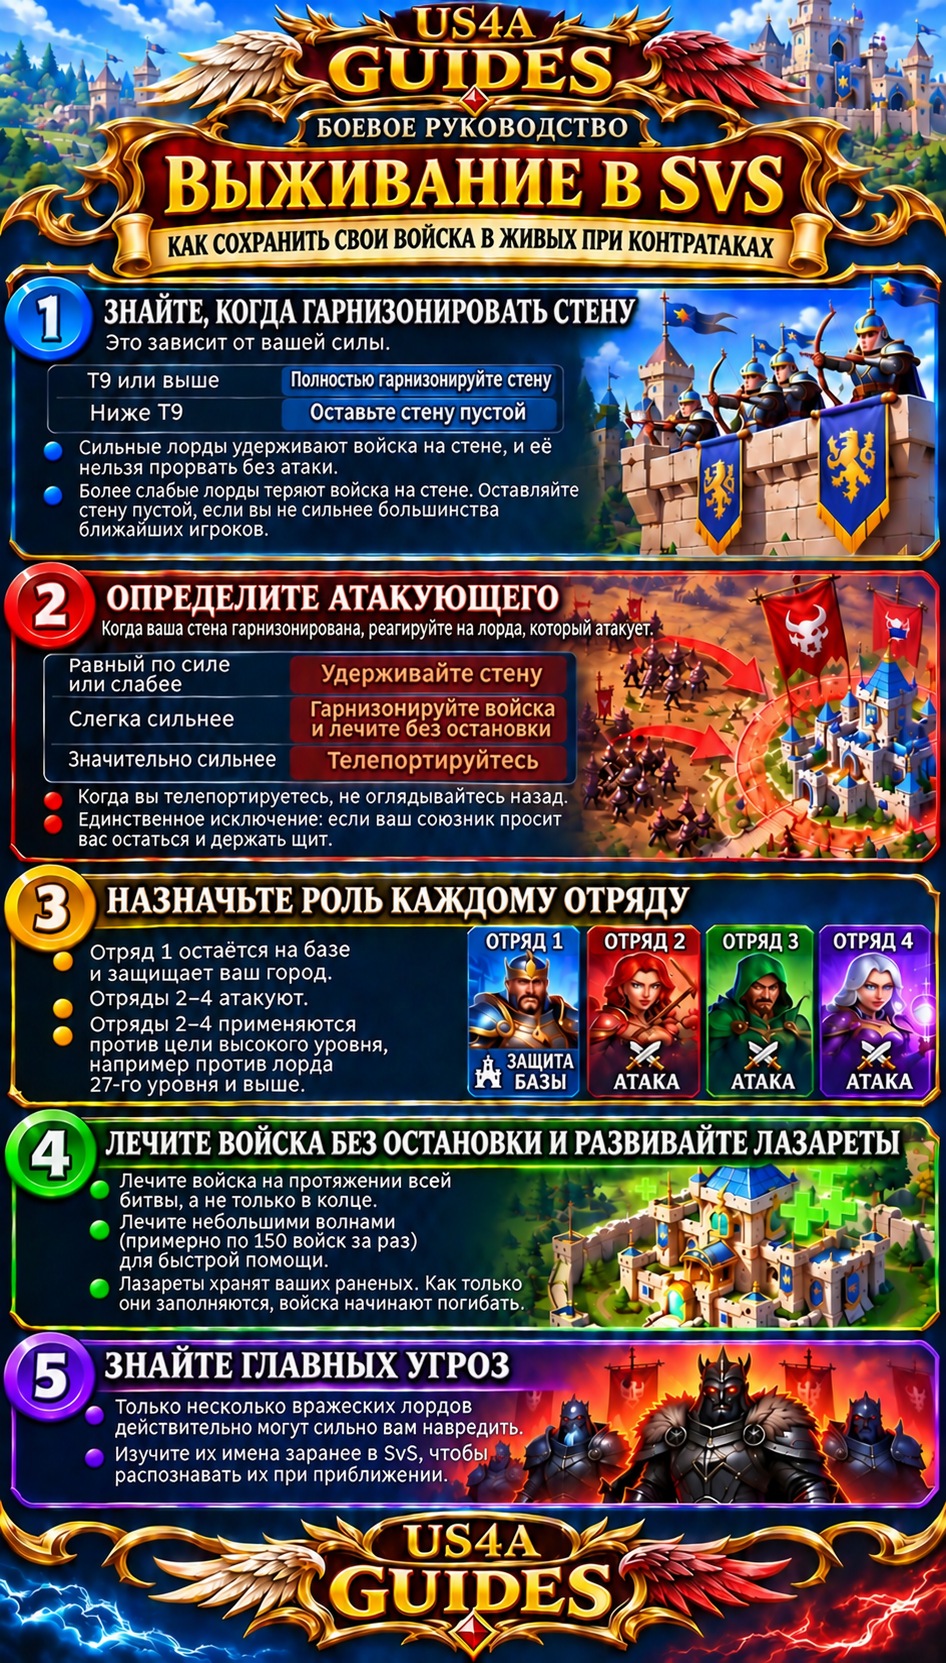 US4A
GUIDES
БОЕВОЕ РУКОВОДСТВО
ВЫЖИВАНИЕ В SvS
КАК СОХРАНИТЬ СВОИ ВОЙСКА В ЖИВЫХ ПРИ КОНТРАТАКАХ
1
ЗНАЙТЕ, КОГДА ГАРНИЗОНИРОВАТЬ СТЕНУ
Это зависит от вашей силы.
Т9 или выше
Полностью гарнизонируйте стену
Ниже Т9
Оставьте стену пустой
Сильные лорды удерживают войска на стене, и её
нельзя прорвать без атаки.
Более слабые лорды теряют войска на стене. Оставляйте
стену пустой, если вы не сильнее большинства
ближайших игроков.
2
ОПРЕДЕЛИТЕ АТАКУЮЩЕГО
Когда ваша стена гарнизонирована, реагируйте на лорда, который атакует.
Равный по силе
или слабее
Удерживайте стену
Слегка сильнее
Гарнизонируйте войска
и лечите без остановки
Значительно сильнее
Телепортируйтесь
Когда вы телепортируетесь, не оглядывайтесь назад.
Единственное исключение: если ваш союзник просит
вас остаться и держать щит.
3
НАЗНАЧЬТЕ РОЛЬ КАЖДОМУ ОТРЯДУ
Отряд 1 остаётся на базе
и защищает ваш город.
Отряды 2–4 атакуют.
Отряды 2–4 применяются
против цели высокого уровня,
например против лорда
27-го уровня и выше.
ОТРЯД 1
ЗАЩИТА
БАЗЫ
ОТРЯД 2
АТАКА
ОТРЯД 3
АТАКА
ОТРЯД 4
АТАКА
4
ЛЕЧИТЕ ВОЙСКА БЕЗ ОСТАНОВКИ И РАЗВИВАЙТЕ ЛАЗАРЕТЫ
Лечите войска на протяжении всей
битвы, а не только в колце.
Лечите небольшими волнами
(примерно по 150 войск за раз)
для быстрой помощи.
Лазареты хранят ваших раненых. Как только
они заполняются, войска начинают погибать.
5
ЗНАЙТЕ ГЛАВНЫХ УГРОЗ
Только несколько вражеских лордов
действительно могут сильно вам навредить.
Изучите их имена заранее в SvS, чтобы
распознавать их при приближении.
US4A
GUIDES